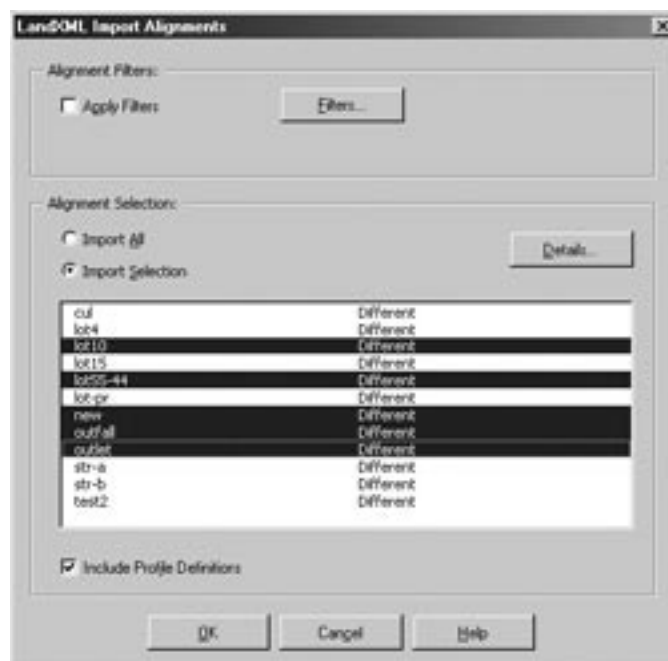 LandXML Import Alignments
Alignment Filters:
Apply Filters
Filters...
Alignment Selection:
Import All
Details...
Import Selection
cul Different
lot4 Different
lot10 Different
lot15 Different
lot55-44 Different
lot-pr Different
new Different
outfall Different
outlet Different
str-a Different
str-b Different
test2 Different
Include Profile Definitions
OK Cancel Help